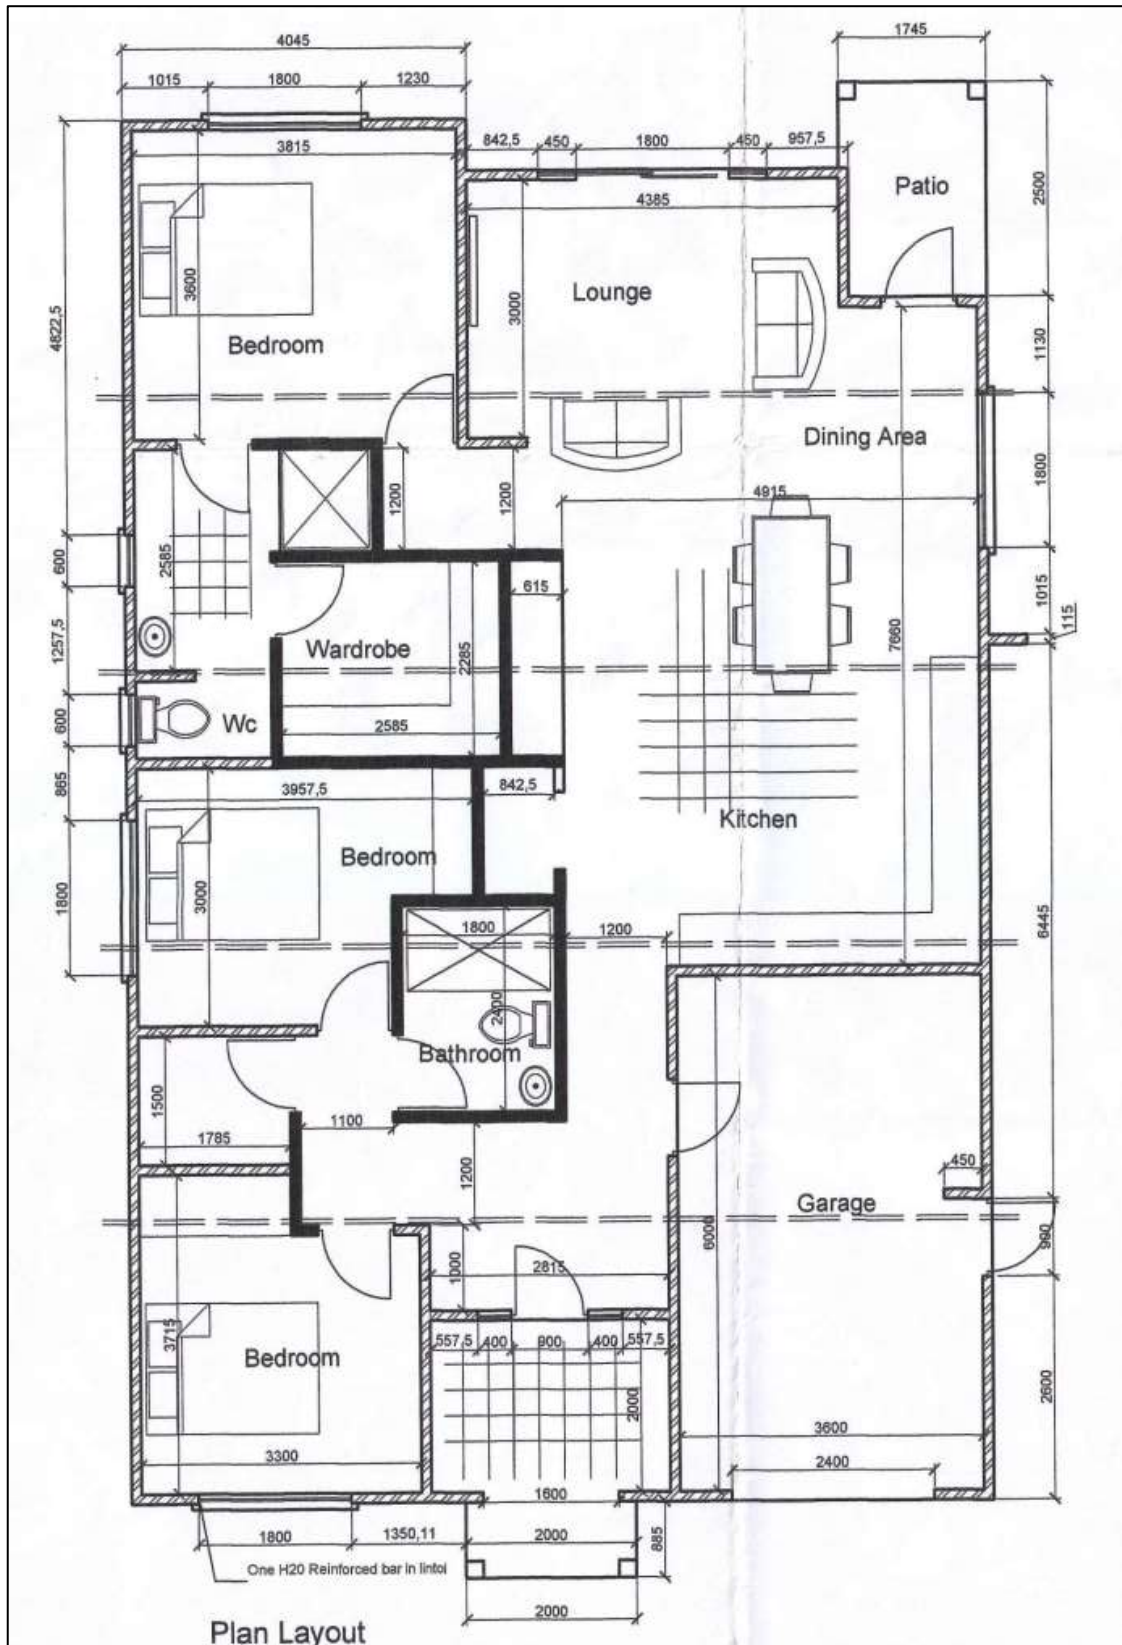 4045
1745
1015 1800 1230
842,5 450 1800 450 957,5
3815
4385
Patio
2500
Lounge
3600
3000
4822,5
Bedroom
1130
Dining Area
1800
4915
1200
1200
2585
600
615
1015
115
1257,5
Wardrobe
2285
7660
Wc
2585
600
865
3957,5
842,5
Kitchen
Bedroom
3000
1800
6445
1800
1200
2400
Bathroom
1500
1100
1785
1200
450
Garage
6000
900
1000
2815
3715
557,5 400 900 400 557,5
Bedroom
2000
2600
3300
3600
2400
1600
1800 1350,11 2000
885
One H20 Reinforced bar in lintol
2000
Plan Layout